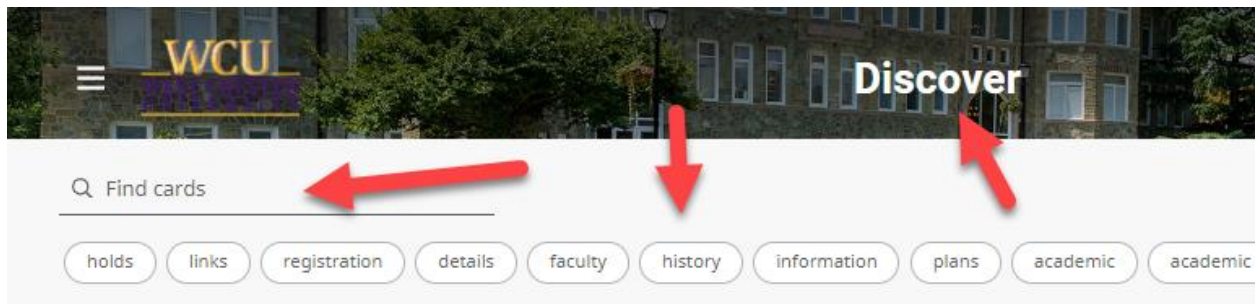 WCU
Discover
Find cards
holds links registration details faculty history information plans academic academic